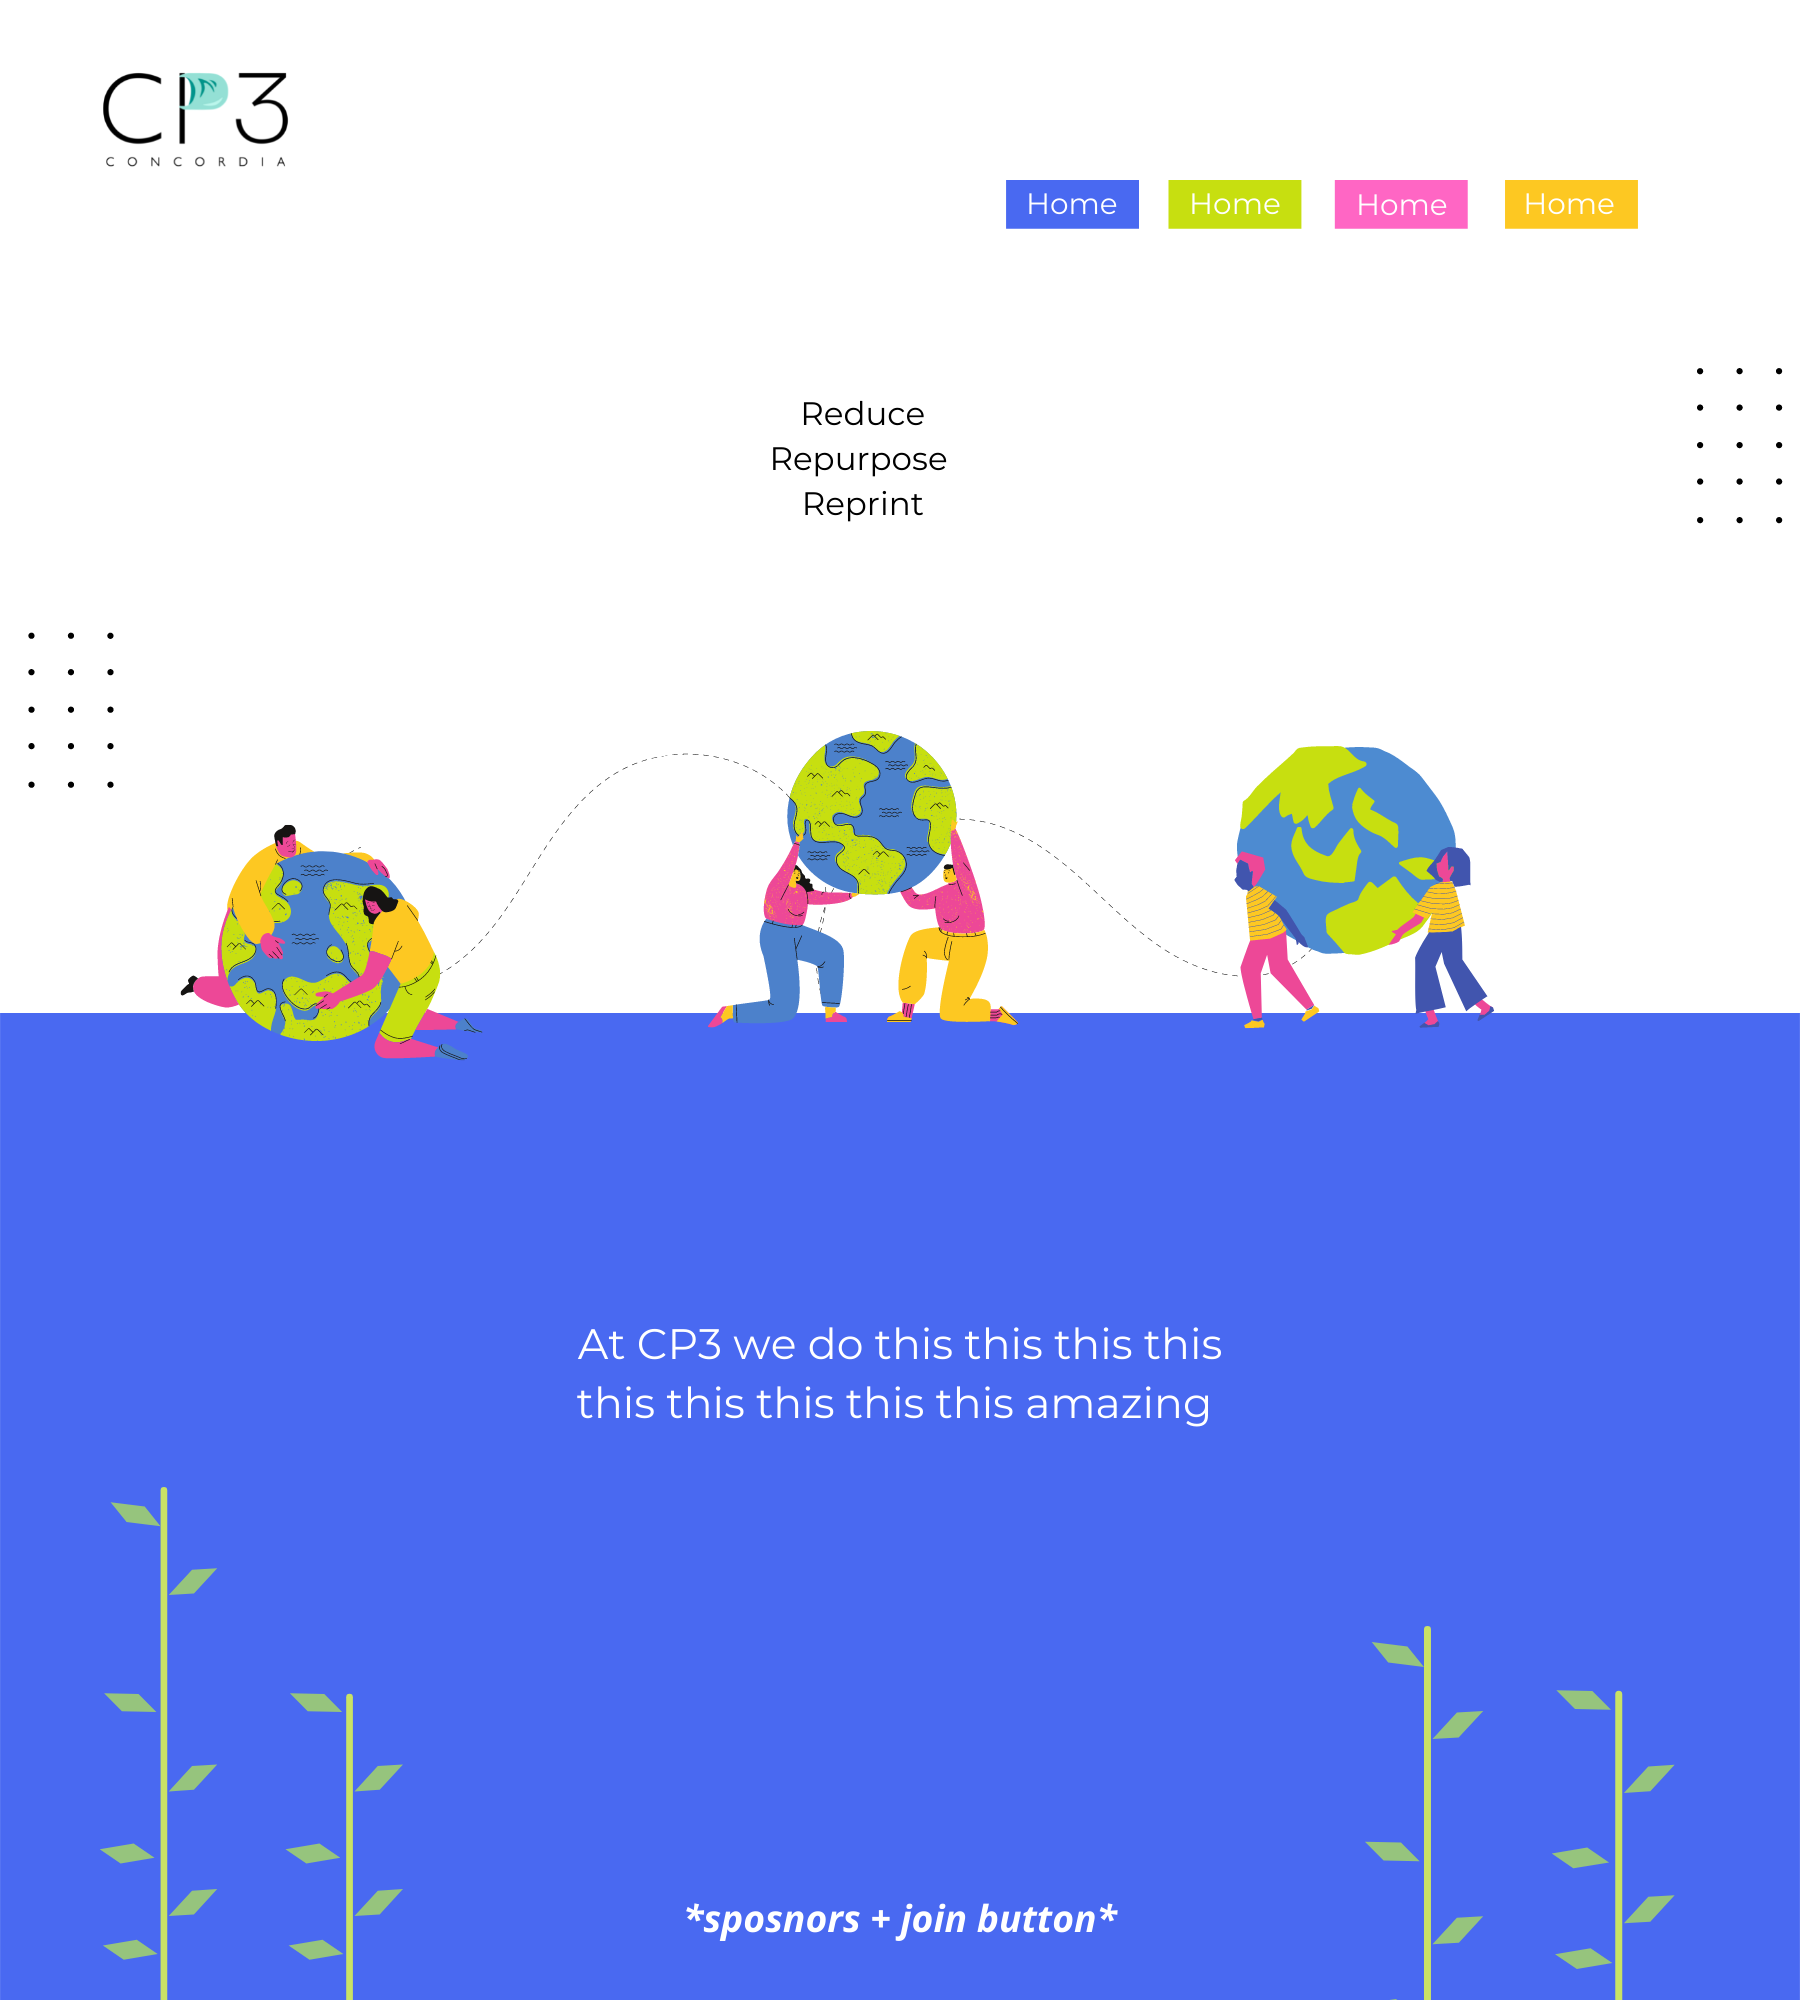 CP3
CONCORDIA
Home Home Home Home
Reduce
Repurpose
Reprint
At CP3 we do this this this this
this this this this this amazing
*sposnors + join button*